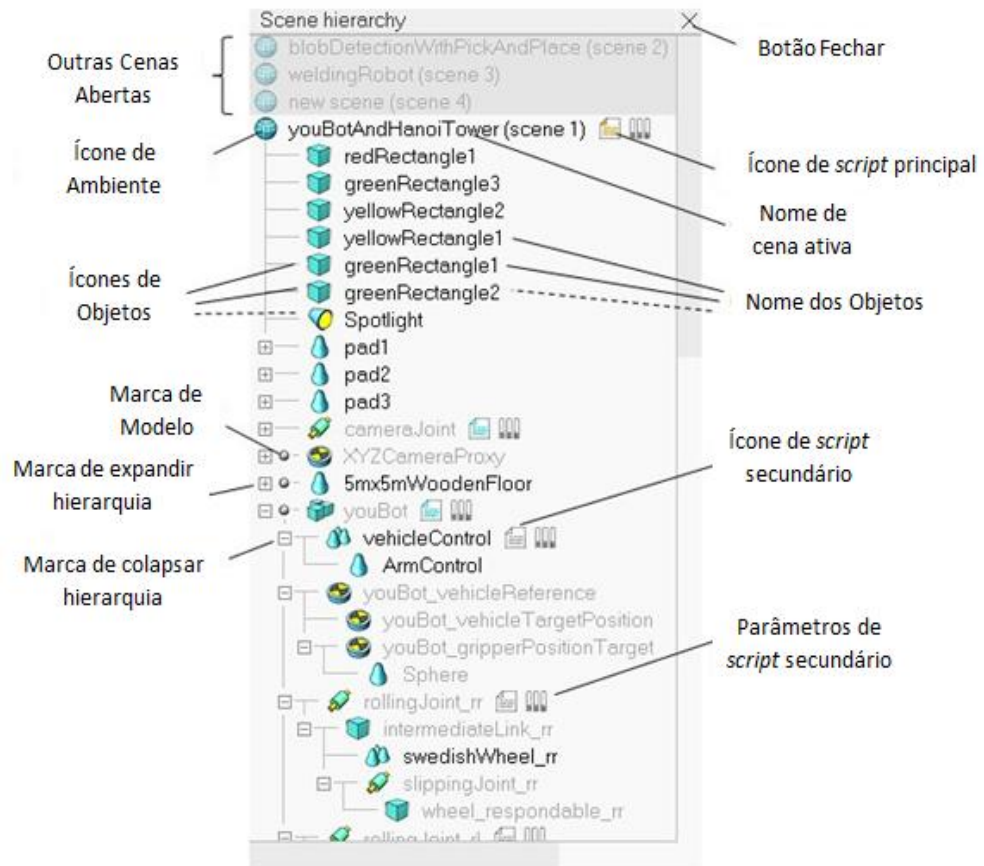 Scene hierarchy
Botão Fechar
Outras Cenas
Abertas
blobDetectionWithPickAndPlace (scene 2)
weldingRobot (scene 3)
new scene (scene 4)
youBotAndHanoiTower (scene 1)
Ícone de
Ambiente
Ícone de script principal
Nome de
cena ativa
redRectangle1
greenRectangle3
yellowRectangle2
yellowRectangle1
greenRectangle1
greenRectangle2
Ícones de
Objetos
Nome dos Objetos
Spotlight
pad1
pad2
pad3
Marca de
Modelo
cameraJoint
XYZCameraProxy
Ícone de script
secundário
Marca de expandir
hierarquia
5mx5mWoodenFloor
youBot
vehicleControl
Marca de colapsar
hierarquia
ArmControl
youBot_vehicleReference
youBot_vehicleTargetPosition
youBot_gripperPositionTarget
Parâmetros de
script secundário
Sphere
rollingJoint_rr
intermediateLink_rr
swedishWheel_rr
slippingJoint_rr
wheel_respondable_rr
rollingJoint_rl